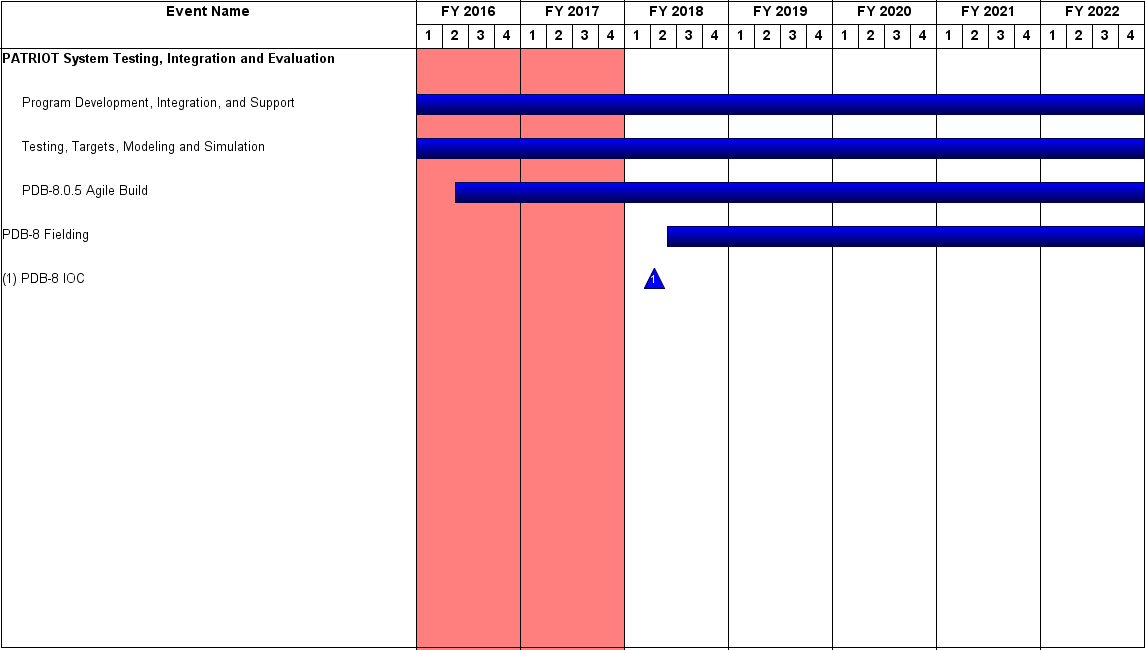 Event Name FY 2016 FY 2017 FY 2018 FY 2019 FY 2020 FY 2021 FY 2022
1 2 3 4 1 2 3 4 1 2 3 4 1 2 3 4 1 2 3 4 1 2 3 4 1 2 3 4
PATRIOT System Testing, Integration and Evaluation
Program Development, Integration, and Support
Testing, Targets, Modeling and Simulation
PDB-8.0.5 Agile Build
PDB-8 Fielding
(1) PDB-8 IOC 1